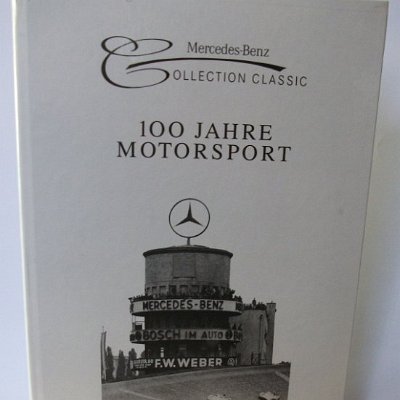 Mercedes-Benz
COLLECTION CLASSIC
100 JAHRE
MOTORSPORT
MERCEDES-BENZ
BOSCH IM AUTO
F.W. WEBER